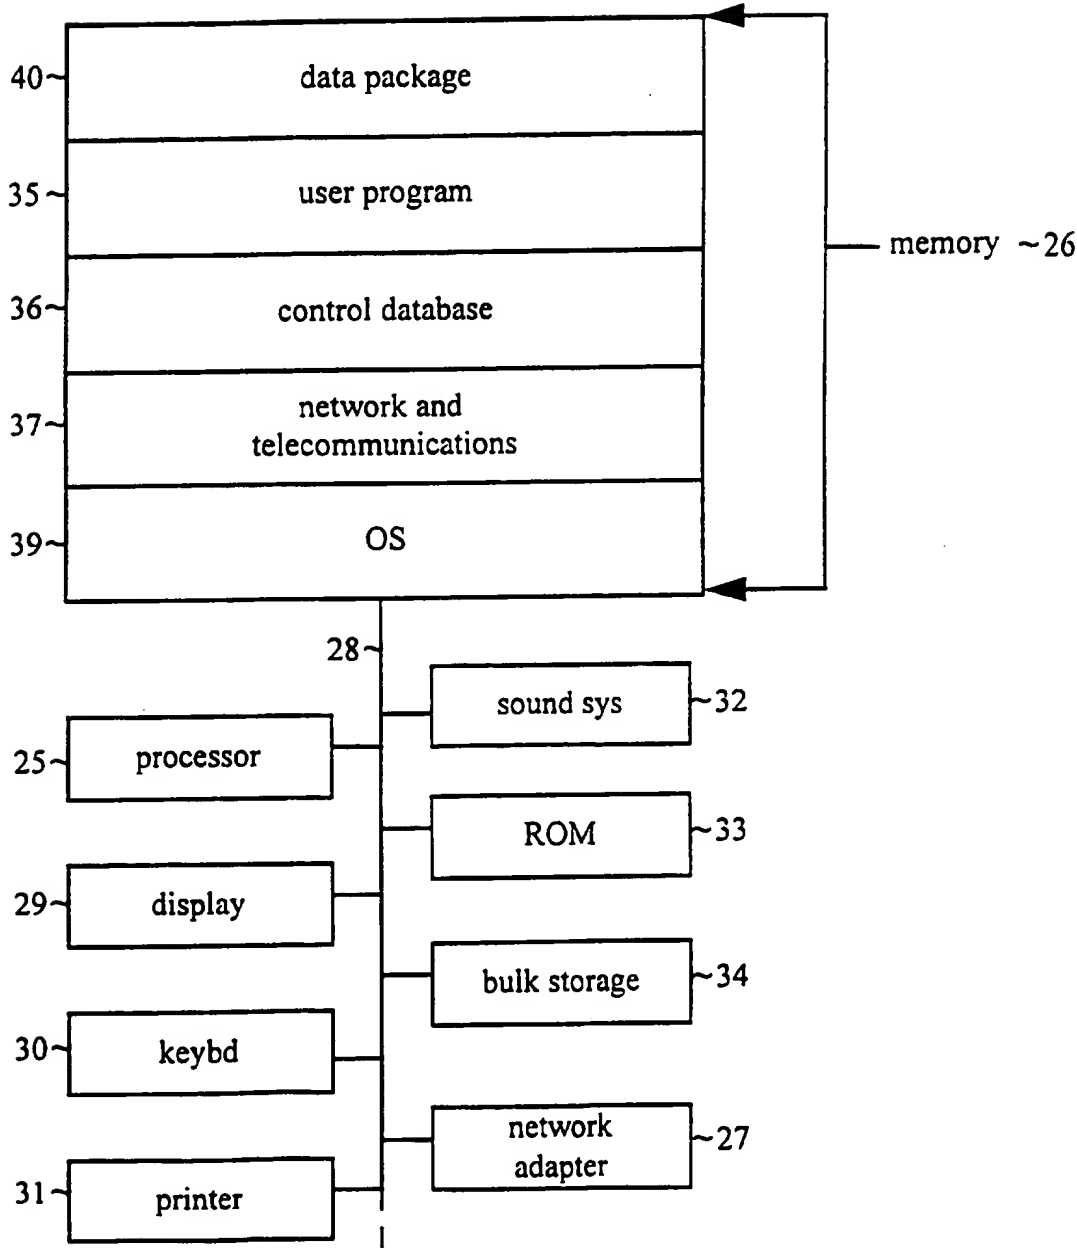 40~ data package
35~ user program
memory ~26
36~ control database
37~ network and
telecommunications
39~ OS
28~
sound sys ~32
25~ processor
ROM ~33
29~ display
bulk storage ~34
30~ keybd
network
adapter ~27
31~ printer